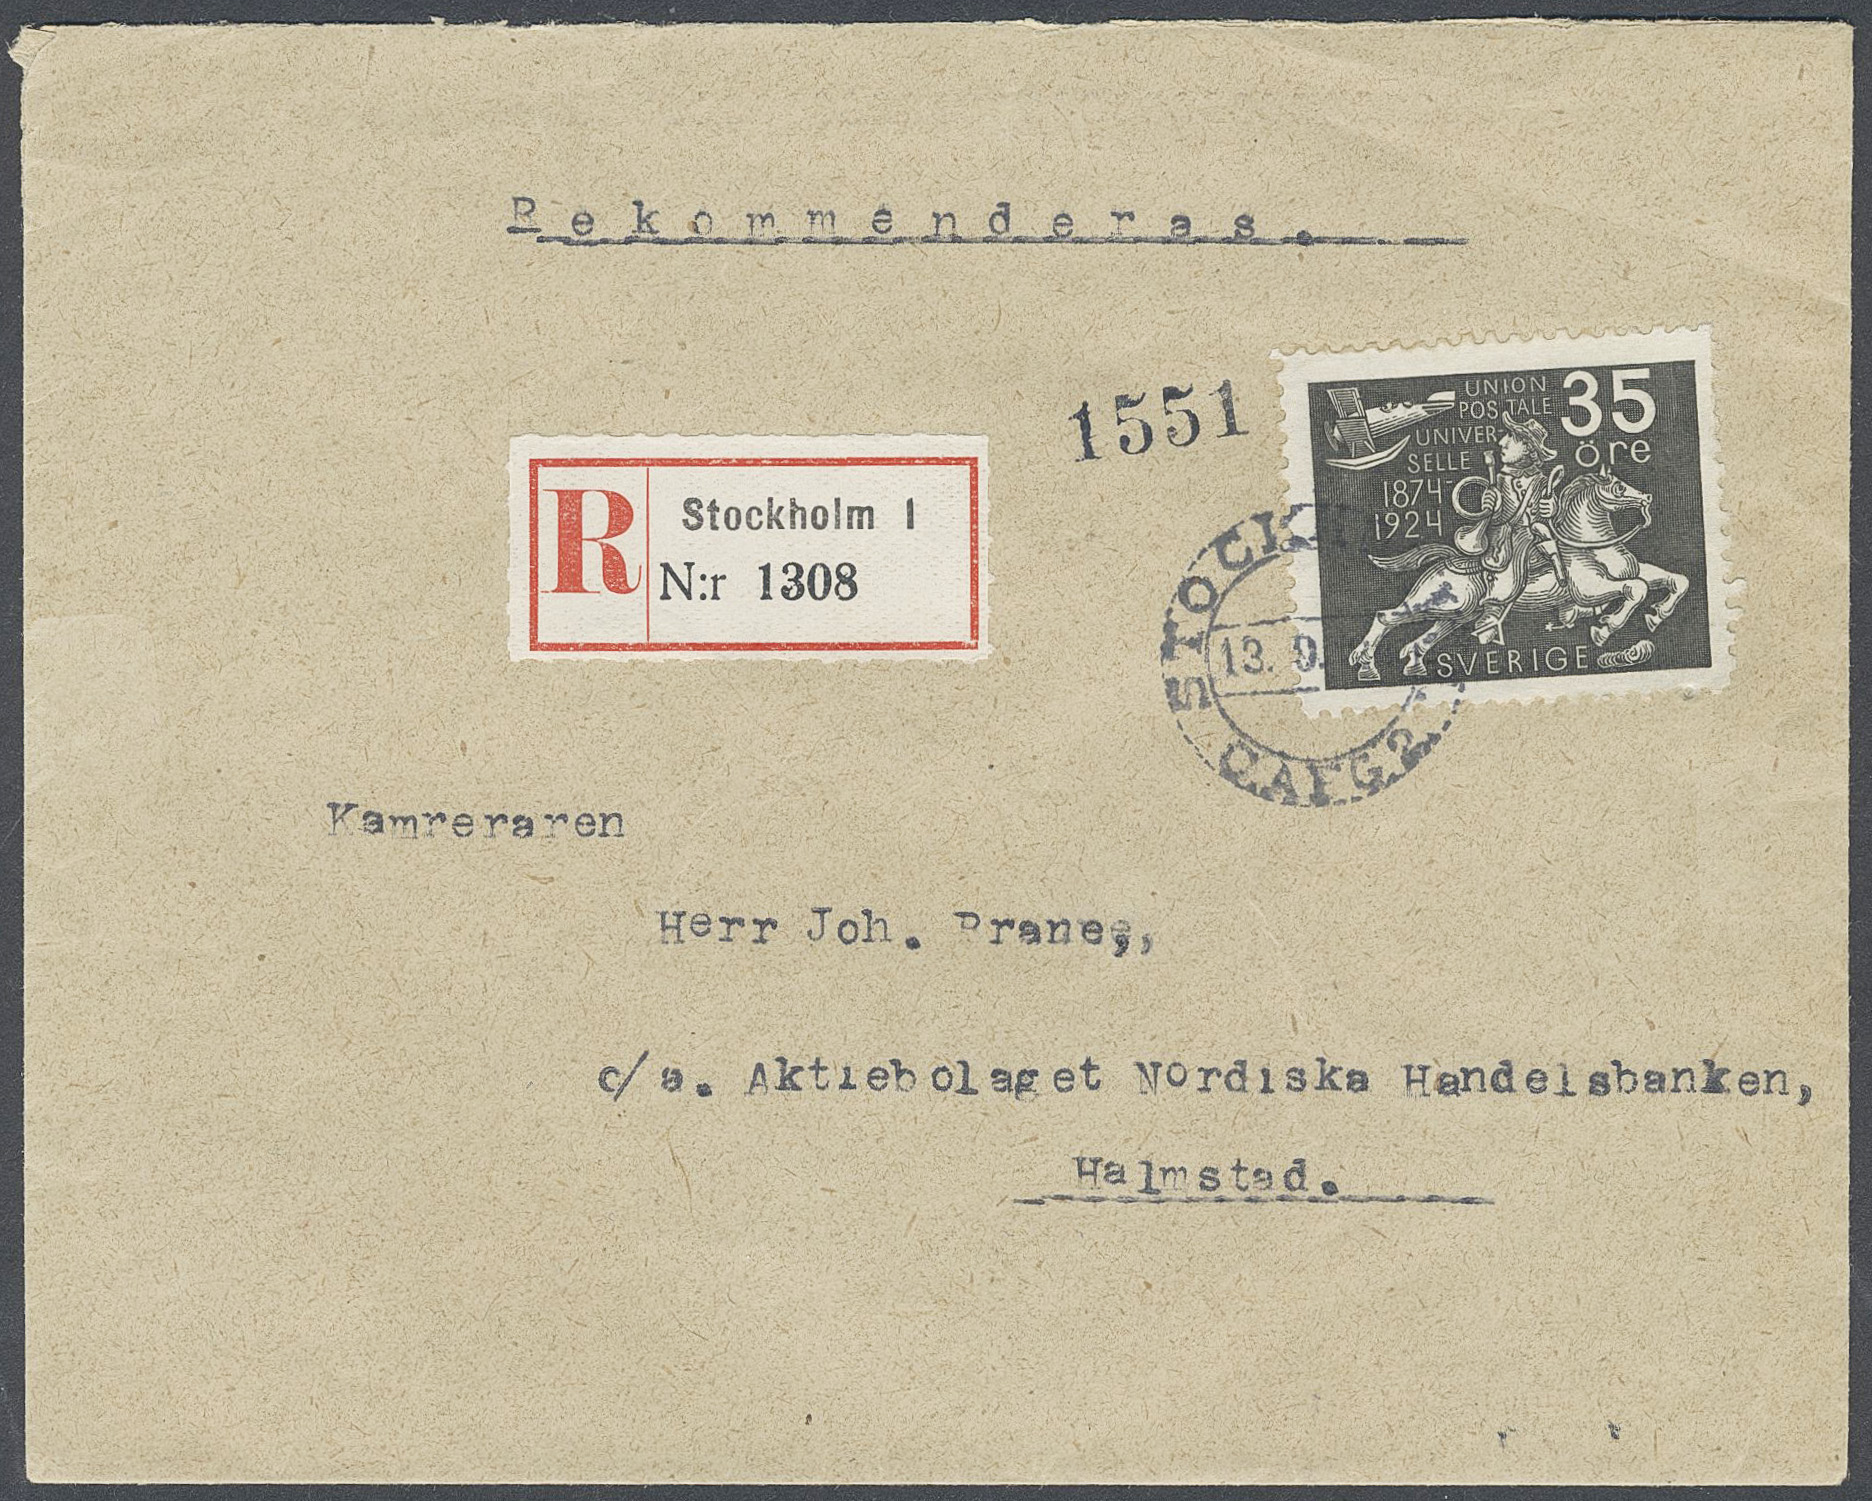 Rekommenderas.
1551
R
Stockholm 1
N:r 1308
UNION
POSTALE
UNIVER
SELLE
1874-
1924
35
öre
SVERIGE
13. 9.
Kamreraren
Herr Joh.
c/a. Aktiebolaget Nordiska Handelsbanken,
Halmstad.